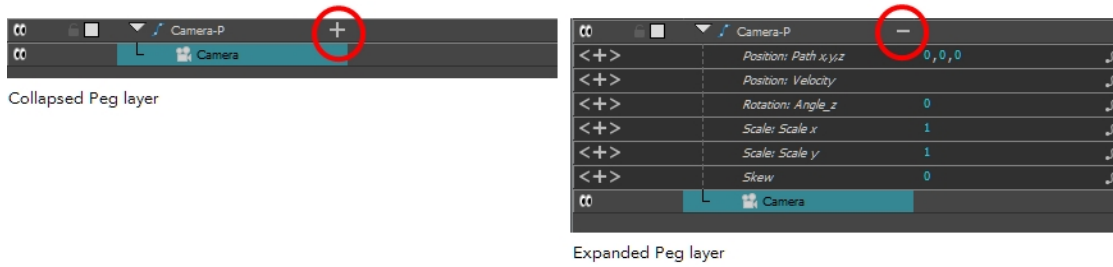 Camera-P
Camera
Collapsed Peg layer
Camera-P
Position: Path x,y,z 0,0,0
Position: Velocity
Rotation: Angle_z 0
Scale: Scale x 1
Scale: Scale y 1
Skew 0
Camera
Expanded Peg layer